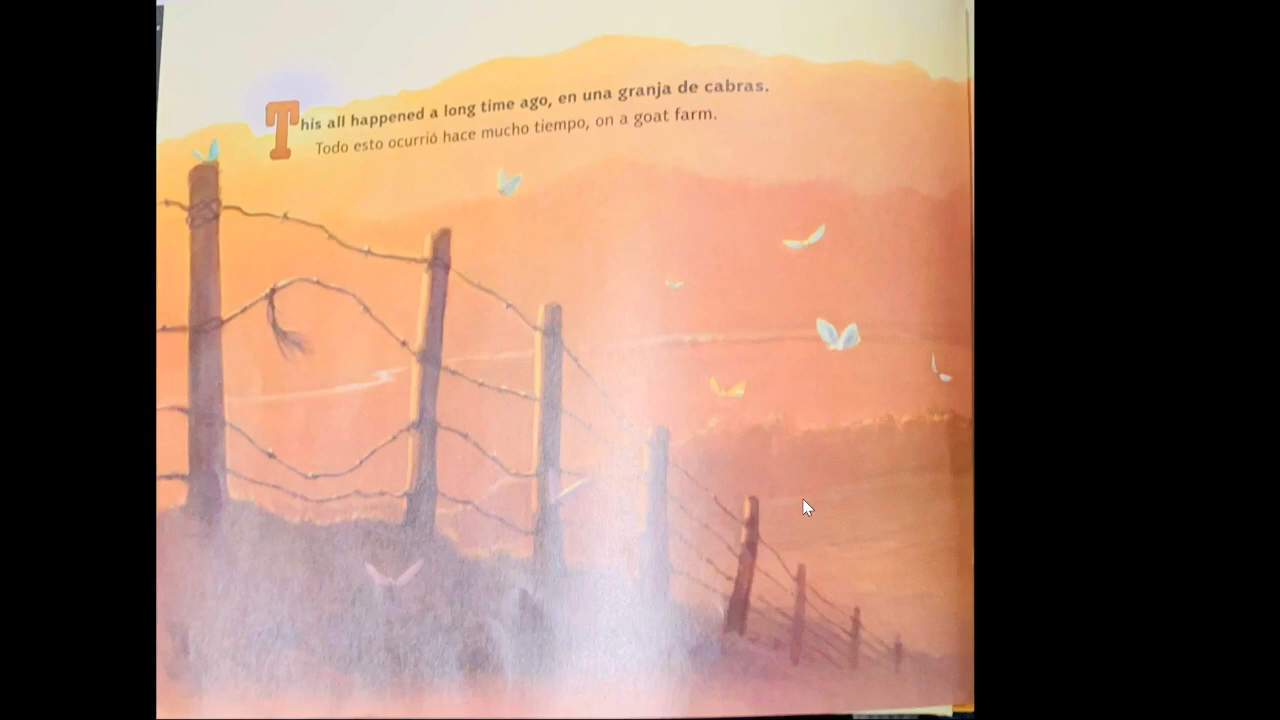 This all happened a long time ago, en una granja de cabras.
Todo esto ocurrió hace mucho tiempo, on a goat farm.